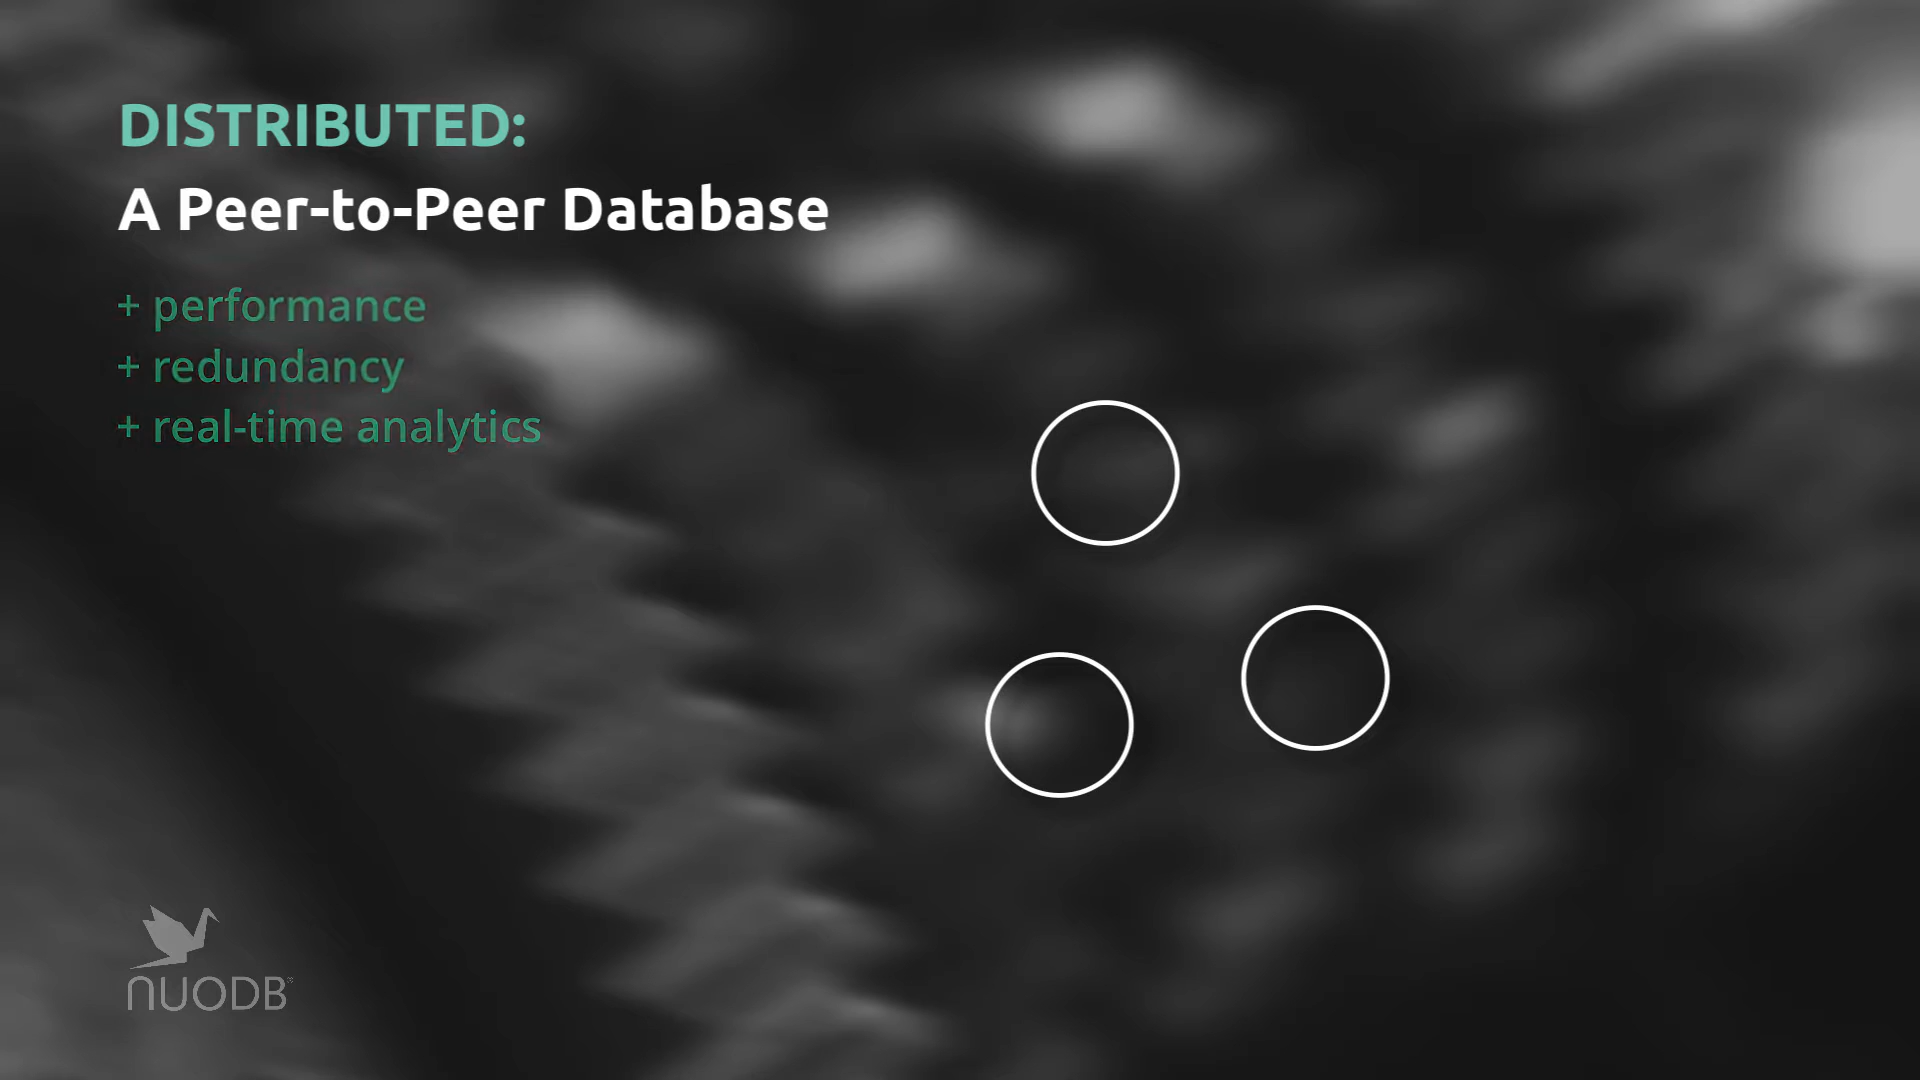 DISTRIBUTED:
A Peer-to-Peer Database
+ performance
+ redundancy
+ real-time analytics
NUODB